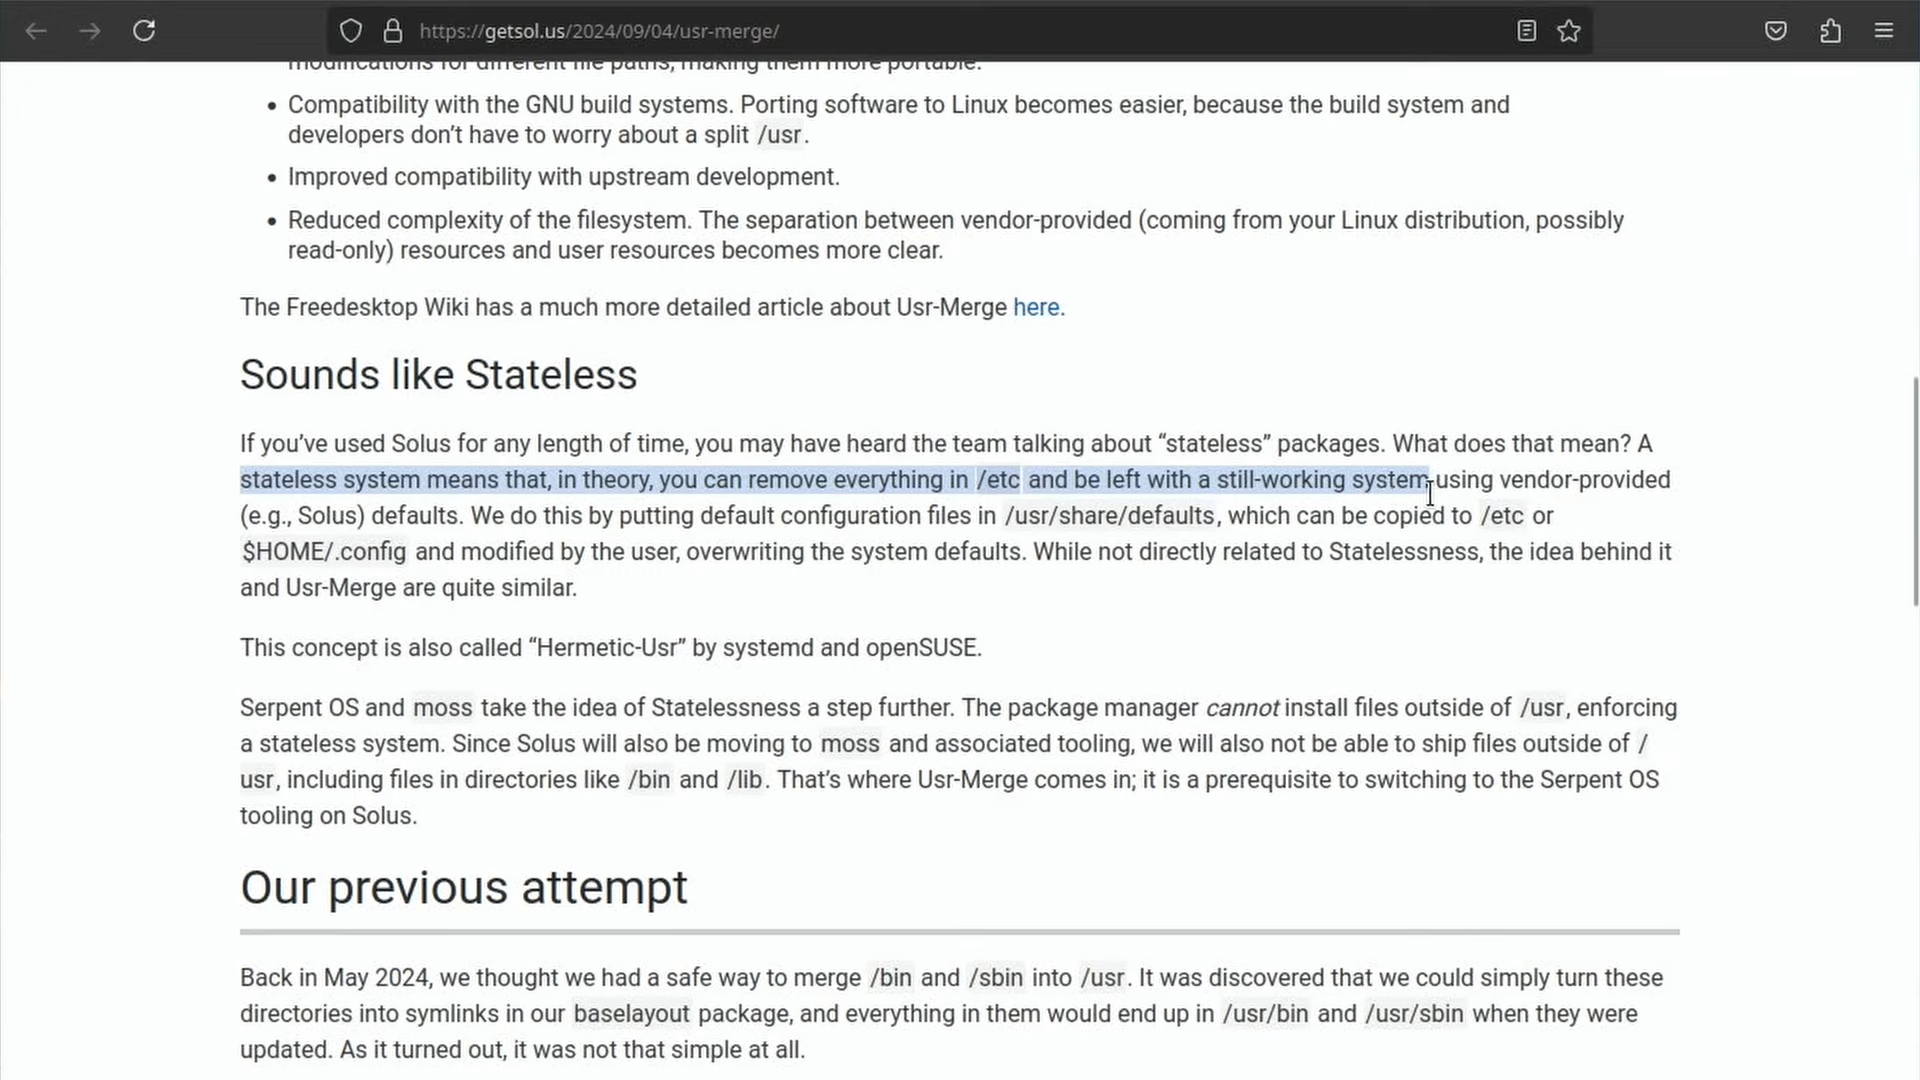 https://getsol.us/2024/09/04/usr-merge/
modifications for different file paths, making them more portable.
• Compatibility with the GNU build systems. Porting software to Linux becomes easier, because the build system and
developers don’t have to worry about a split /usr.
• Improved compatibility with upstream development.
• Reduced complexity of the filesystem. The separation between vendor-provided (coming from your Linux distribution, possibly
read-only) resources and user resources becomes more clear.
The Freedesktop Wiki has a much more detailed article about Usr-Merge here.
Sounds like Stateless
If you’ve used Solus for any length of time, you may have heard the team talking about “stateless” packages. What does that mean? A
stateless system means that, in theory, you can remove everything in /etc and be left with a still-working system using vendor-provided
(e.g., Solus) defaults. We do this by putting default configuration files in /usr/share/defaults, which can be copied to /etc or
$HOME/.config and modified by the user, overwriting the system defaults. While not directly related to Statelessness, the idea behind it
and Usr-Merge are quite similar.
This concept is also called “Hermetic-Usr” by systemd and openSUSE.
Serpent OS and moss take the idea of Statelessness a step further. The package manager cannot install files outside of /usr, enforcing
a stateless system. Since Solus will also be moving to moss and associated tooling, we will also not be able to ship files outside of /
usr, including files in directories like /bin and /lib. That’s where Usr-Merge comes in; it is a prerequisite to switching to the Serpent OS
tooling on Solus.
Our previous attempt
Back in May 2024, we thought we had a safe way to merge /bin and /sbin into /usr. It was discovered that we could simply turn these
directories into symlinks in our baselayout package, and everything in them would end up in /usr/bin and /usr/sbin when they were
updated. As it turned out, it was not that simple at all.